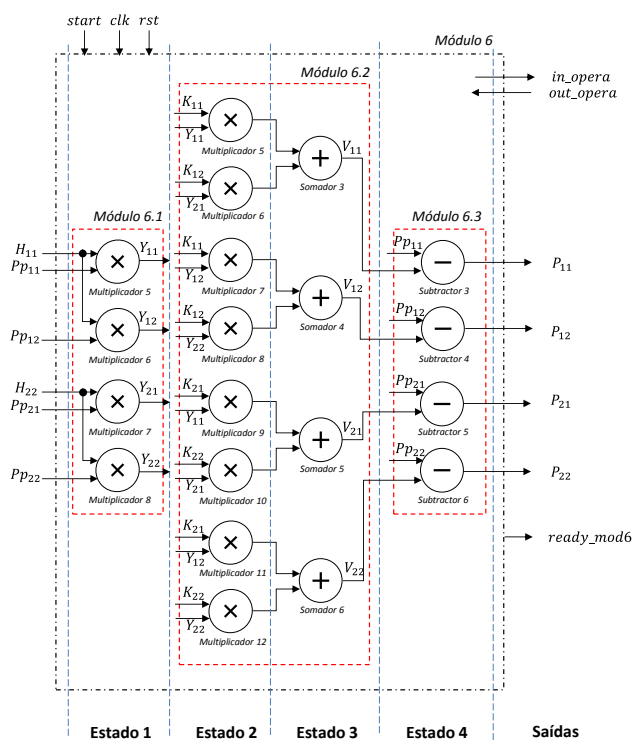 start clk rst
Módulo 6
in_opera
out_opera
Módulo 6.2
K11
Y11
Multiplicador 5
K12
Y21
Multiplicador 6
V11
Somador 3
Módulo 6.1
H11
Pp11
Y11
Multiplicador 5
Pp12
Y12
Multiplicador 6
H22
Pp21
Y21
Multiplicador 7
Pp22
Y22
Multiplicador 8
K11
Y12
Multiplicador 7
K12
Y22
Multiplicador 8
V12
Somador 4
K21
Y11
Multiplicador 9
K22
Y21
Multiplicador 10
V21
Somador 5
K21
Y12
Multiplicador 11
K22
Y22
Multiplicador 12
V22
Somador 6
Módulo 6.3
Pp11
Subtractor 3
P11
Pp12
Subtractor 4
P12
Pp21
Subtractor 5
P21
Pp22
Subtractor 6
P22
ready_mod6
Estado 1 Estado 2 Estado 3 Estado 4 Saídas